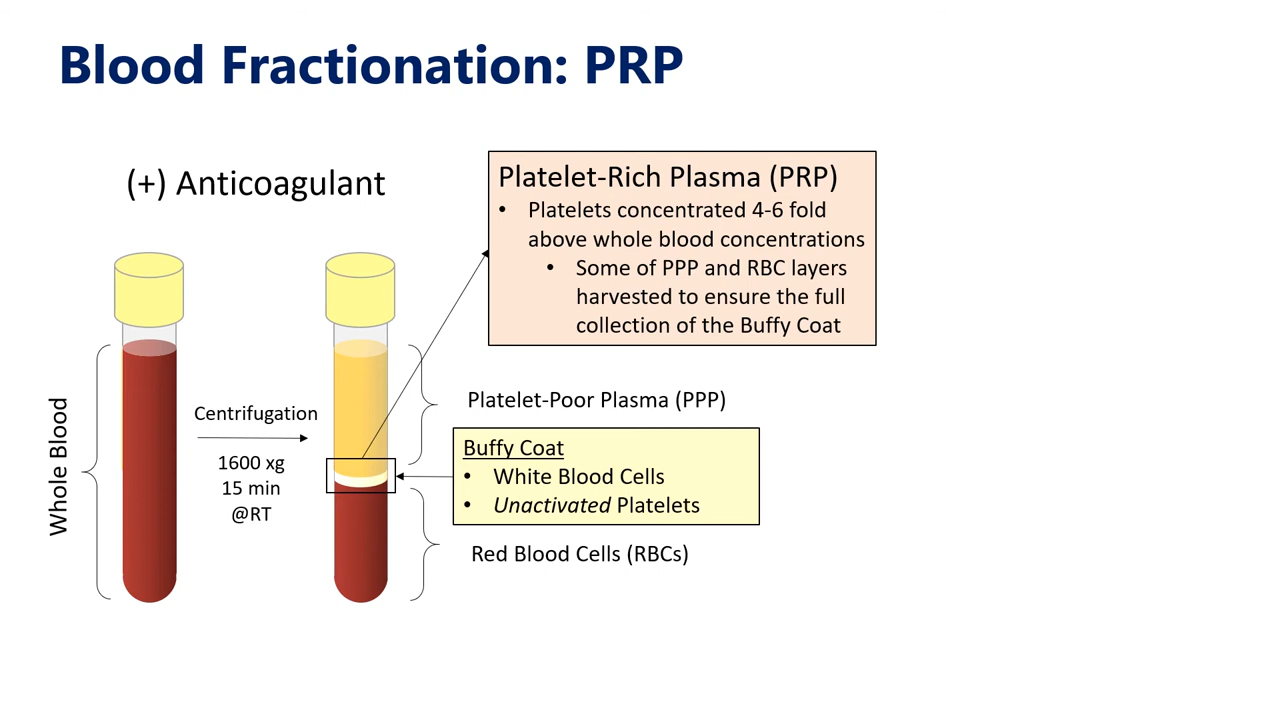 Blood Fractionation: PRP
(+) Anticoagulant
Whole Blood
Centrifugation
1600 xg
15 min
@RT
Platelet-Rich Plasma (PRP)
• Platelets concentrated 4-6 fold
above whole blood concentrations
• Some of PPP and RBC layers
harvested to ensure the full
collection of the Buffy Coat
Platelet-Poor Plasma (PPP)
Buffy Coat
• White Blood Cells
• Unactivated Platelets
Red Blood Cells (RBCs)